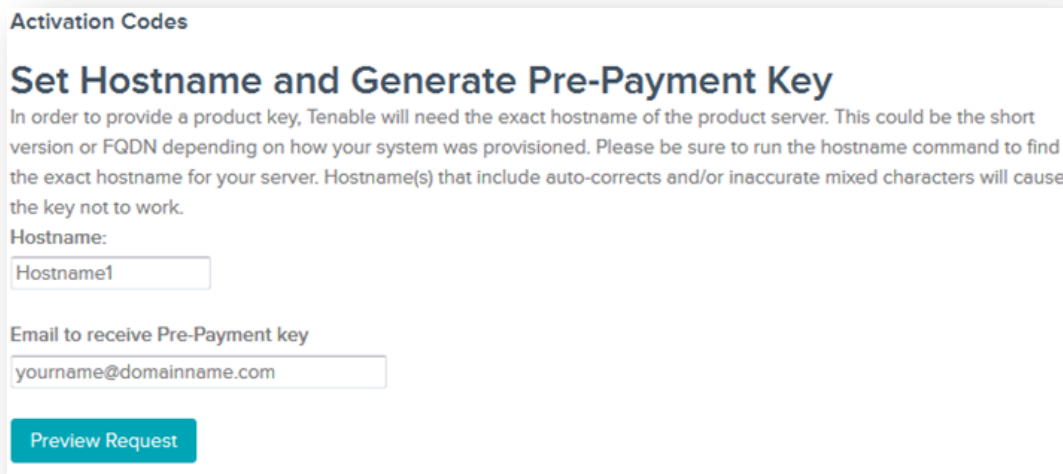 Activation Codes
Set Hostname and Generate Pre-Payment Key
In order to provide a product key, Tenable will need the exact hostname of the product server. This could be the short
version or FQDN depending on how your system was provisioned. Please be sure to run the hostname command to find
the exact hostname for your server. Hostname(s) that include auto-corrects and/or inaccurate mixed characters will cause
the key not to work.
Hostname:
Hostname1
Email to receive Pre-Payment key
yourname@domainname.com
Preview Request